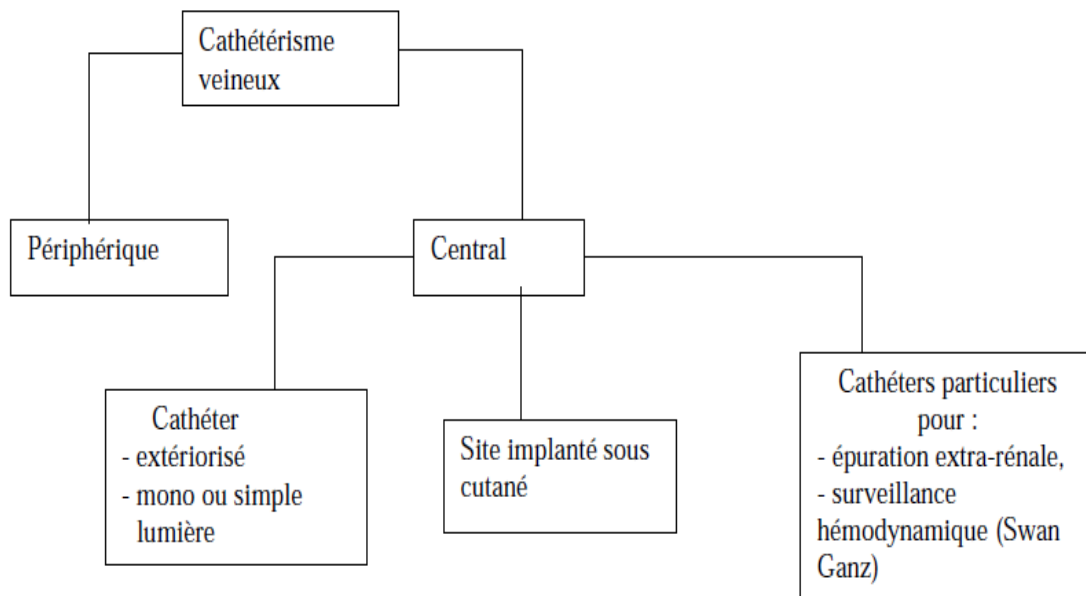 Cathétérisme
veineux
Périphérique
Central
Cathéter
- extériorisé
- mono ou simple
lumière
Site implanté sous
cutané
Cathéters particuliers
pour :
- épuration extra-rénale,
- surveillance
hémodynamique (Swan
Ganz)